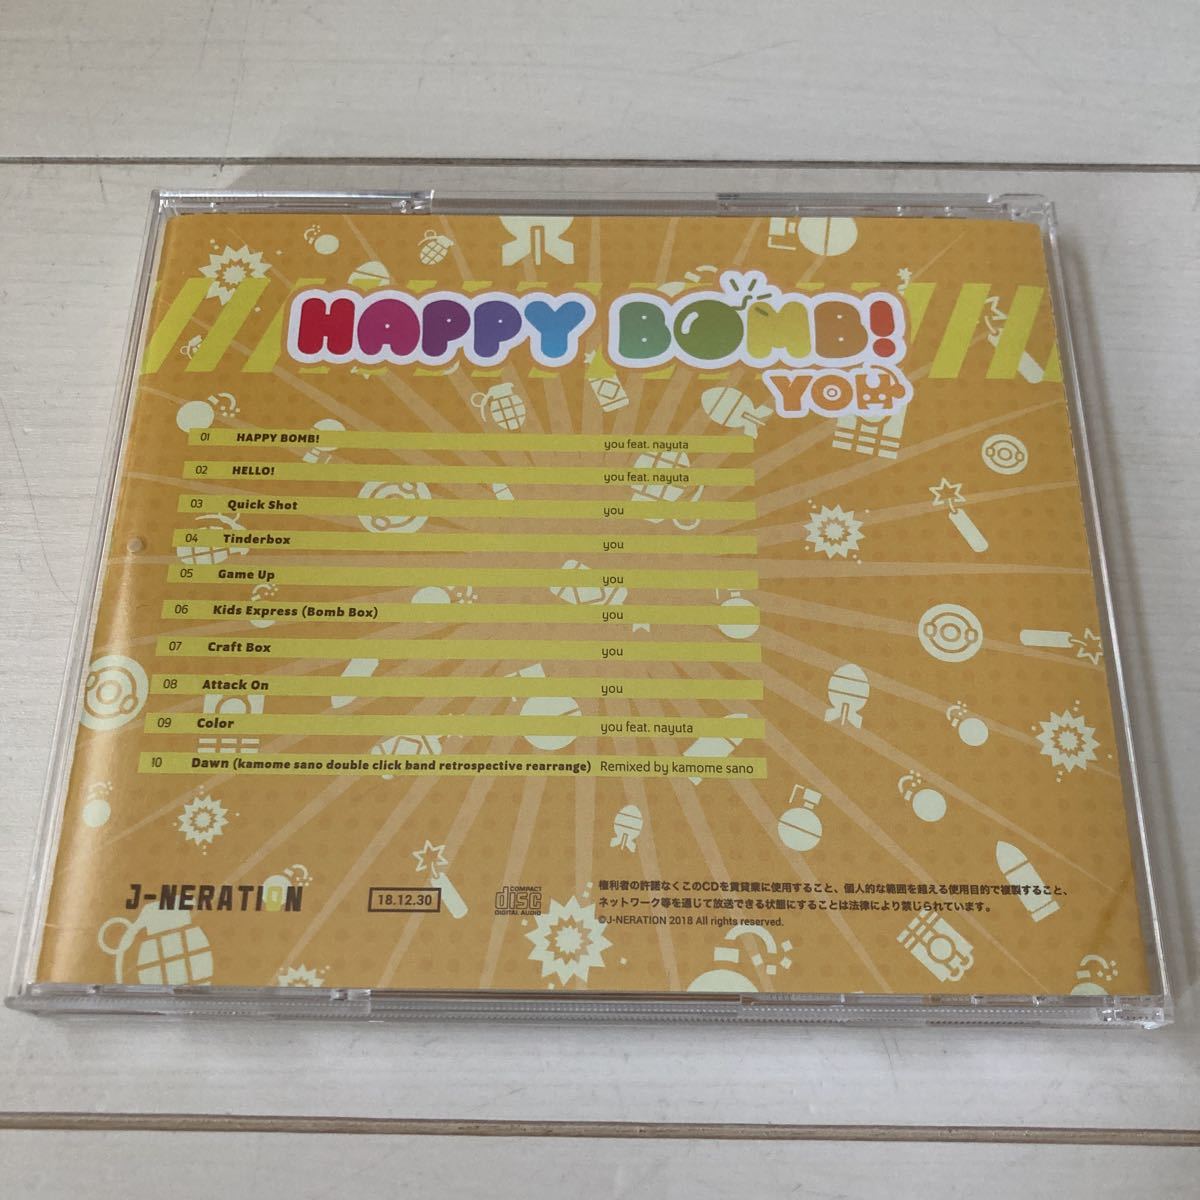 HAPPY BOMB!
YOU
01 HAPPY BOMB! you feat. nayuta
02 HELLO! you feat. nayuta
03 Quick Shot you
04 Tinderbox you
05 Game Up you
06 Kids Express (Bomb Box) you
07 Craft Box you
08 Attack On you
09 Color you feat. nayuta
10 Dawn (kamome sano double click band retrospective rearrange) Remixed by kamome sano
J-NERATION
18.12.30
COMPACT
disc
DIGITAL AUDIO
権利者の許諾なくこのCDを賃貸業に使用すること、個人的な範囲を超える使用目的で複製すること、
ネットワーク等を通じて放送できる状態にすることは法律により禁じられています。
©J-NERATION 2018 All rights reserved.